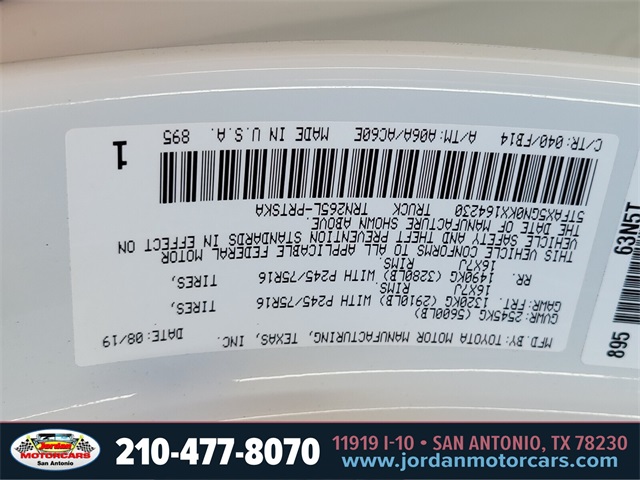 MFD.BY: TOYOTA MOTOR MANUFACTURING, TEXAS, INC. DATE: 08/19
GVWR: 2545KG (5600LB)
GAWR: FRT. 1320KG (2910LB) WITH P245/75R16 TIRES,
16X7J RIMS
RR. 1490KG (3280LB) WITH P245/75R16 TIRES,
16X7J RIMS
THIS VEHICLE CONFORMS TO ALL APPLICABLE FEDERAL MOTOR
VEHICLE SAFETY AND THEFT PREVENTION STANDARDS IN EFFECT ON
THE DATE OF MANUFACTURE SHOWN ABOVE.
5TFAX5GN0KX164230 TRUCK TRN265L-PRTSKA
1
C/TR: 040/FB14 A/TM: A06A/AC60E MADE IN U.S.A. 895
63N5T
895
Jordan
MOTORCARS
San Antonio
210-477-8070
11919 I-10 • SAN ANTONIO, TX 78230
www.jordanmotorcars.com